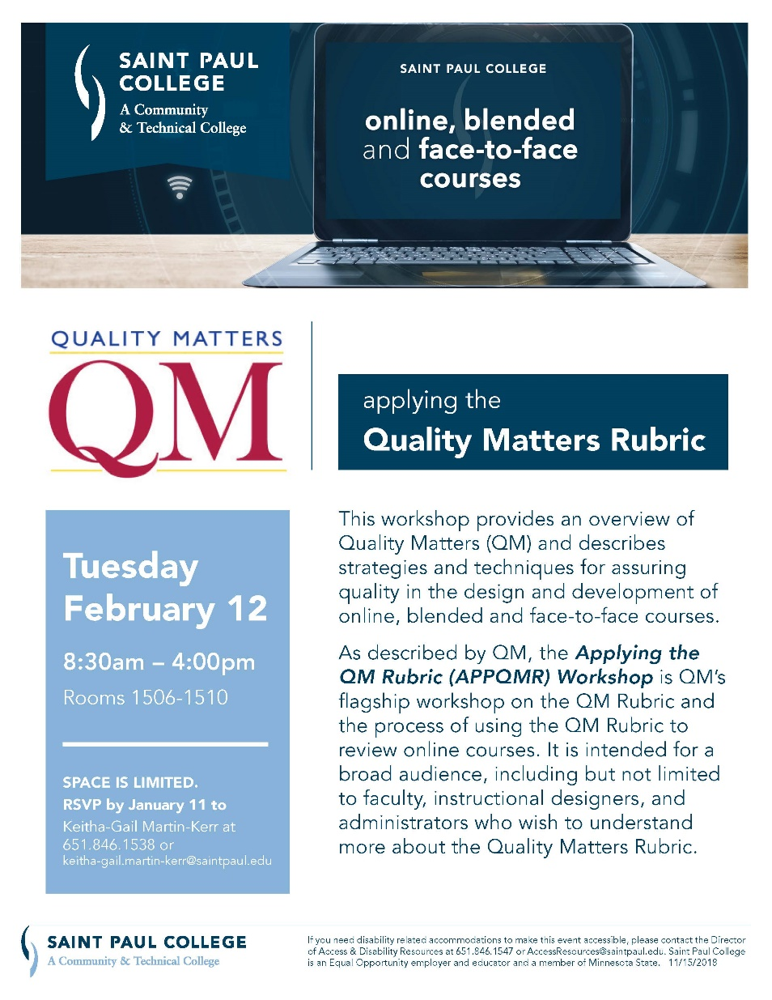 SAINT PAUL
COLLEGE
A Community
& Technical College
SAINT PAUL COLLEGE
online, blended
and face-to-face
courses
QUALITY MATTERS
QM
applying the
Quality Matters Rubric
Tuesday
February 12
8:30am – 4:00pm
Rooms 1506-1510
SPACE IS LIMITED.
RSVP by January 11 to
Keitha-Gail Martin-Kerr at
651.846.1538 or
keitha-gail.martin-kerr@saintpaul.edu
This workshop provides an overview of
Quality Matters (QM) and describes
strategies and techniques for assuring
quality in the design and development of
online, blended and face-to-face courses.
As described by QM, the Applying the
QM Rubric (APPQMR) Workshop is QM’s
flagship workshop on the QM Rubric and
the process of using the QM Rubric to
review online courses. It is intended for a
broad audience, including but not limited
to faculty, instructional designers, and
administrators who wish to understand
more about the Quality Matters Rubric.
SAINT PAUL COLLEGE
A Community & Technical College
If you need disability related accommodations to make this event accessible, please contact the Director
of Access & Disability Resources at 651.846.1547 or AccessResources@saintpaul.edu. Saint Paul College
is an Equal Opportunity employer and educator and a member of Minnesota State. 11/15/2018